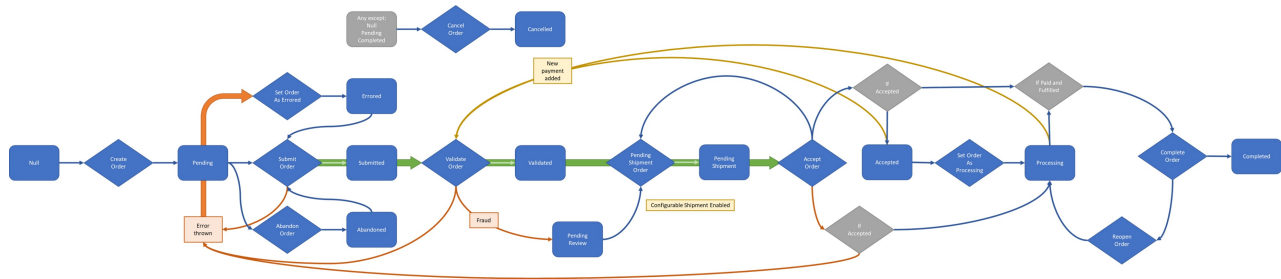 Any except:
Null
Pending
Completed
Cancel
Order
Cancelled
New
payment
added
Set Order
As Errored
Errored
If
Accepted
If Paid and
Fulfilled
Null
Create
Order
Pending
Submit
Order
Submitted
Validate
Order
Validated
Pending
Shipment
Order
Pending
Shipment
Accept
Order
Accepted
Set Order
As
Processing
Processing
Complete
Order
Completed
Configurable Shipment Enabled
Error
thrown
Abandon
Order
Abandoned
Fraud
Pending
Review
If
Accepted
Reopen
Order